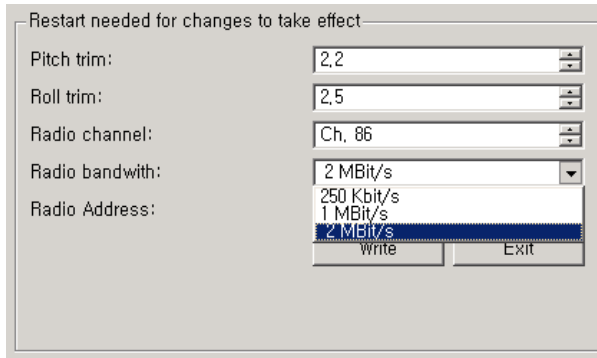 Restart needed for changes to take effect
Pitch trim: 2,2
Roll trim: 2,5
Radio channel: Ch. 86
Radio bandwith: 2 MBit/s
250 Kbit/s
1 MBit/s
2 MBit/s
Radio Address:
Write Exit